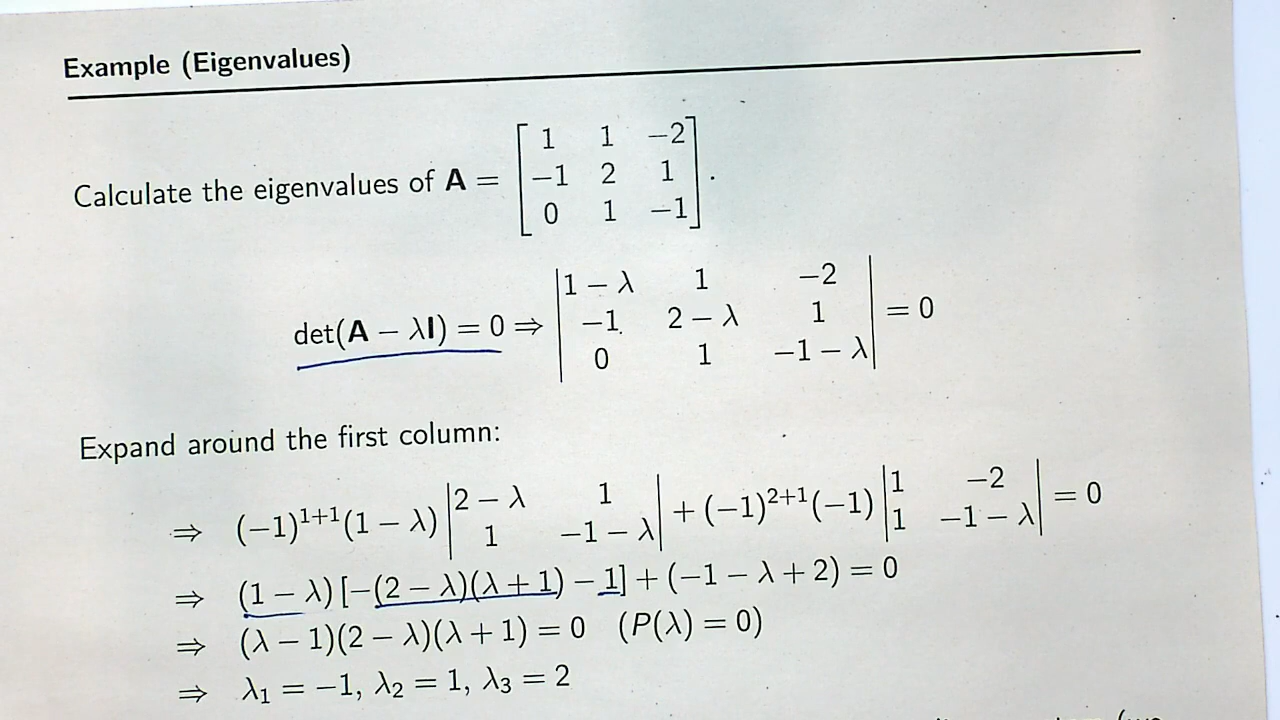 Example (Eigenvalues)
Calculate the eigenvalues of A = [1 1 −2; −1 2 1; 0 1 −1].
det(A − λI) = 0 ⇒ |1 − λ 1 −2; −1 2 − λ 1; 0 1 −1 − λ| = 0
Expand around the first column:
⇒ (−1)¹⁺¹(1 − λ) |2 − λ 1; 1 −1 − λ| + (−1)²⁺¹(−1) |1 −2; 1 −1 − λ| = 0
⇒ (1 − λ) [−(2 − λ)(λ + 1) − 1] + (−1 − λ + 2) = 0
⇒ (λ − 1)(2 − λ)(λ + 1) = 0 (P(λ) = 0)
⇒ λ₁ = −1, λ₂ = 1, λ₃ = 2